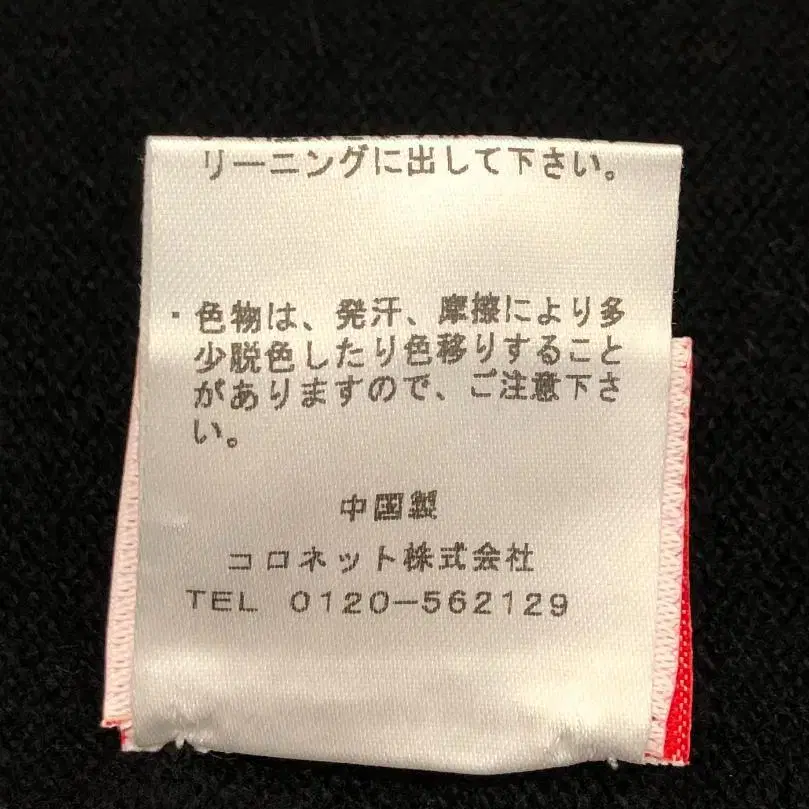 リーニングに出して下さい。
・色物は、発汗、摩擦により多
少脱色したり色移りすること
がありますので、ご注意下さ
い。
中国製
コロネット株式会社
TEL 0120-562129